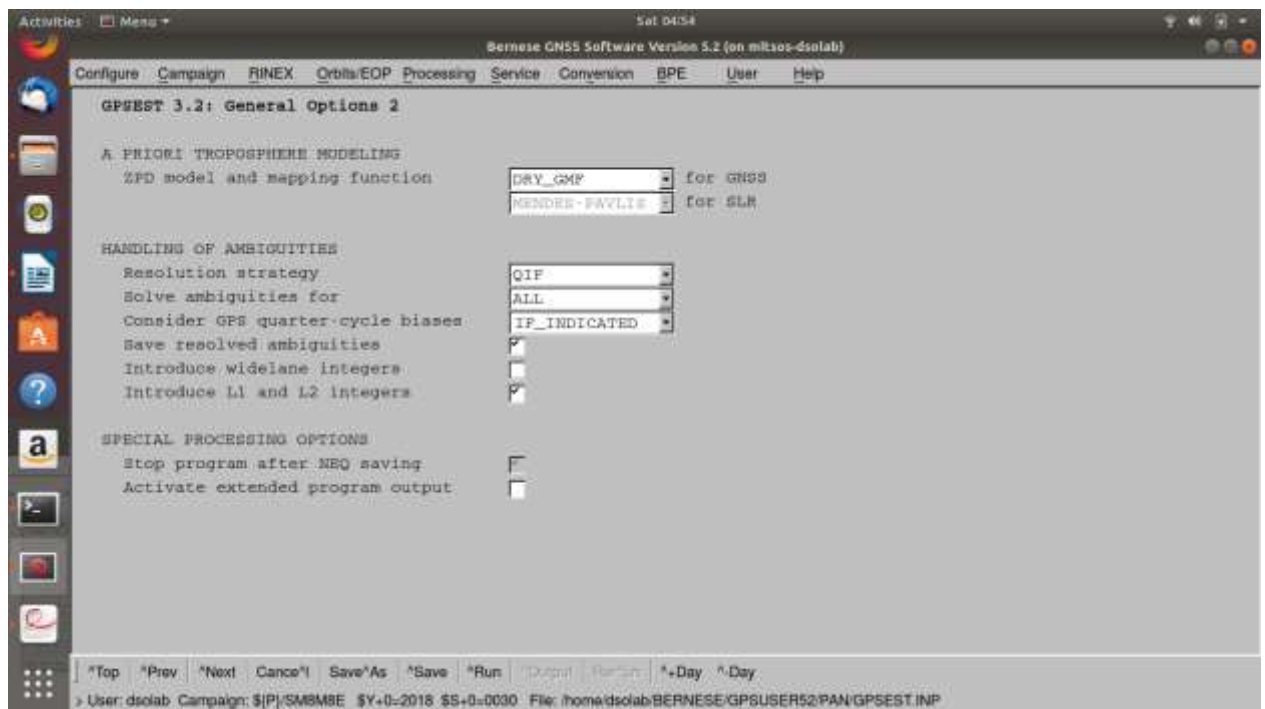 Activities Menu Sat 04:54
Bernese GNSS Software Version 5.2 (on mitsos-dsolab)
Configure Campaign RINEX Orbits/EOP Processing Service Conversion BPE User Help
GPSEST 3.2: General Options 2
A PRIORI TROPOSPHERE MODELING
ZPD model and mapping function DRY_GMF for GNSS
MENDES-PAVLIS for SLR
HANDLING OF AMBIGUITIES
Resolution strategy QIF
Solve ambiguities for ALL
Consider GPS quarter-cycle biases IF_INDICATED
Save resolved ambiguities
Introduce widelane integers
Introduce L1 and L2 integers
SPECIAL PROCESSING OPTIONS
Stop program after NEQ saving
Activate extended program output
^Top ^Prev ^Next Cance^l Save^As ^Save ^Run ^Output ^+Day ^-Day
> User: dsolab Campaign: ${P}/SM8M8E $Y+0=2018 $S+0=0030 File: /home/dsolab/BERNESE/GPSUSER52/PAN/GPSEST.INP